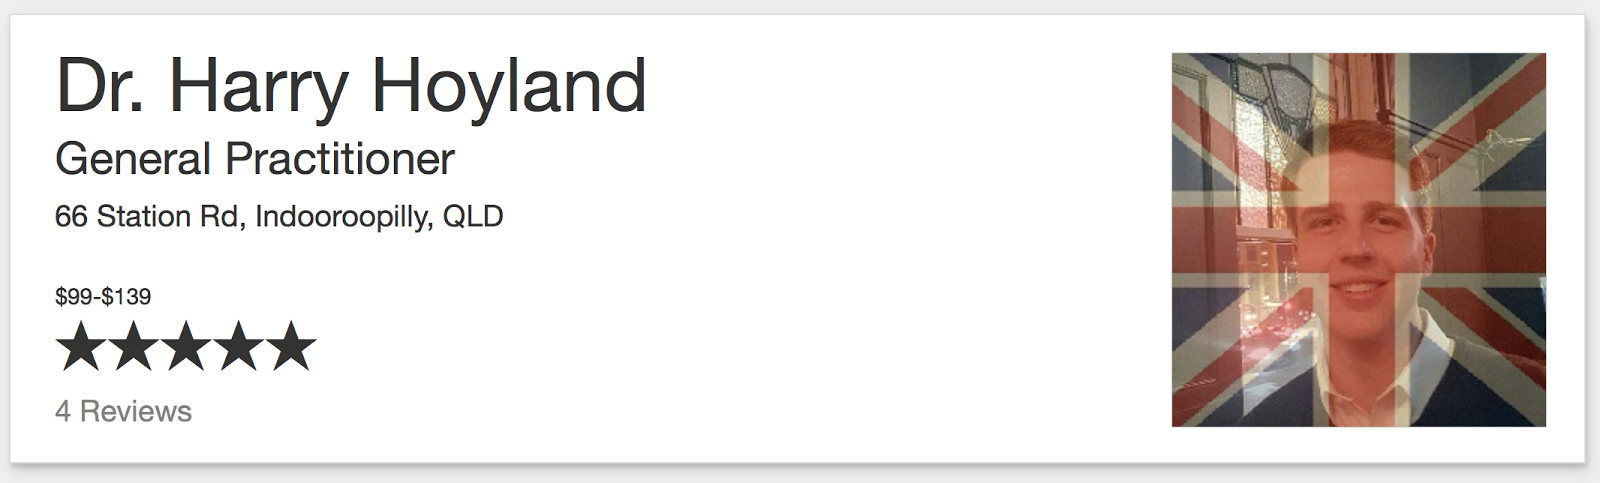 Dr. Harry Hoyland
General Practitioner
66 Station Rd, Indooroopilly, QLD
$99-$139
4 Reviews